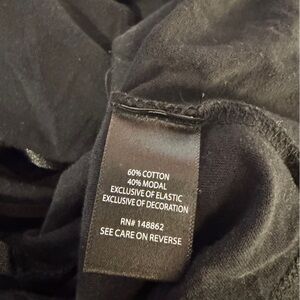 60% COTTON
40% MODAL
EXCLUSIVE OF ELASTIC
EXCLUSIVE OF DECORATION
RN# 148862
SEE CARE ON REVERSE